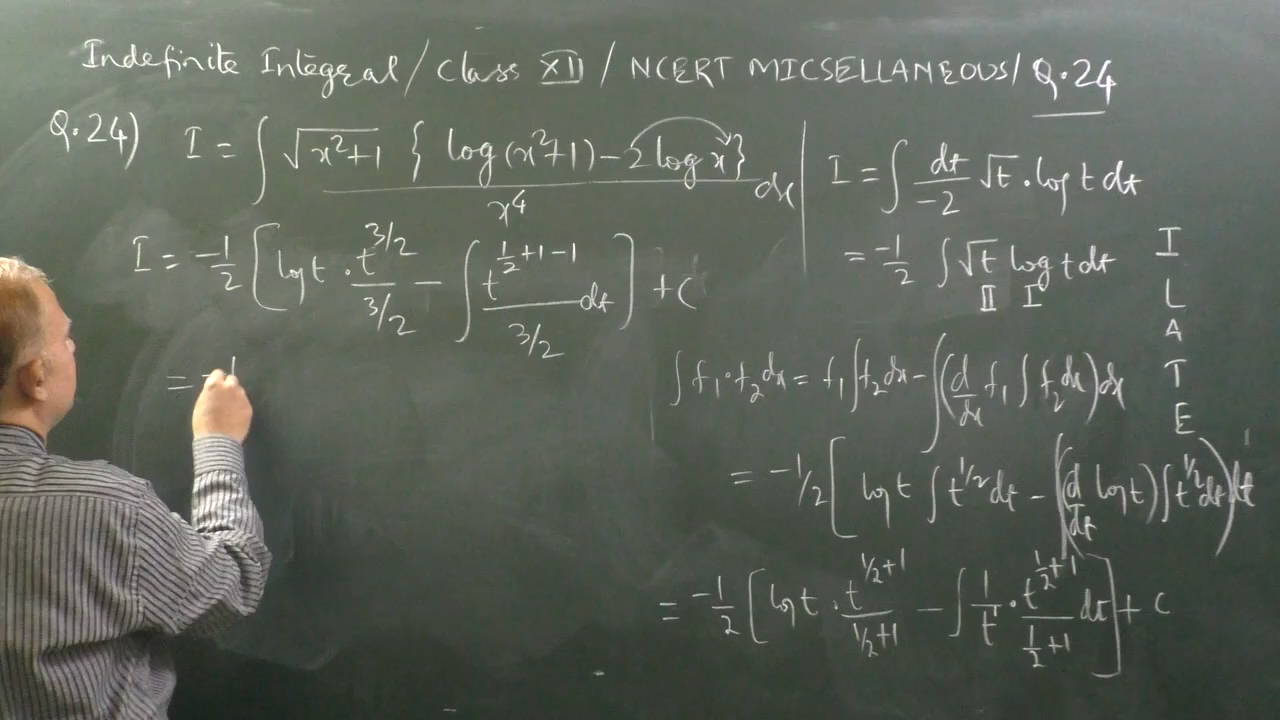 Indefinite Integral / Class XII / NCERT MICSELLANEOUS / Q.24
Q.24) I = ∫ √(x²+1) { log(x²+1) − 2 log x } / x⁴ dx
I = −1/2 [ log t · t^(3/2) / (3/2) − ∫ t^(1/2+1−1) / (3/2) dt ] + C
= −1
I = ∫ dt/−2 √t · log t dt
= −1/2 ∫ √t log t dt
II I
I
L
A
T
E
∫ f₁·f₂ dx = f₁ ∫ f₂ dx − ∫ (d/dx f₁ ∫ f₂ dx) dx
= −1/2 [ log t ∫ t^(1/2) dt − ∫ (d/dt log t) ∫ t^(1/2) dt) dt
= −1/2 [ log t · t^(1/2+1) / (1/2+1) − ∫ 1/t · t^(1/2+1) / (1/2+1) dt ] + c